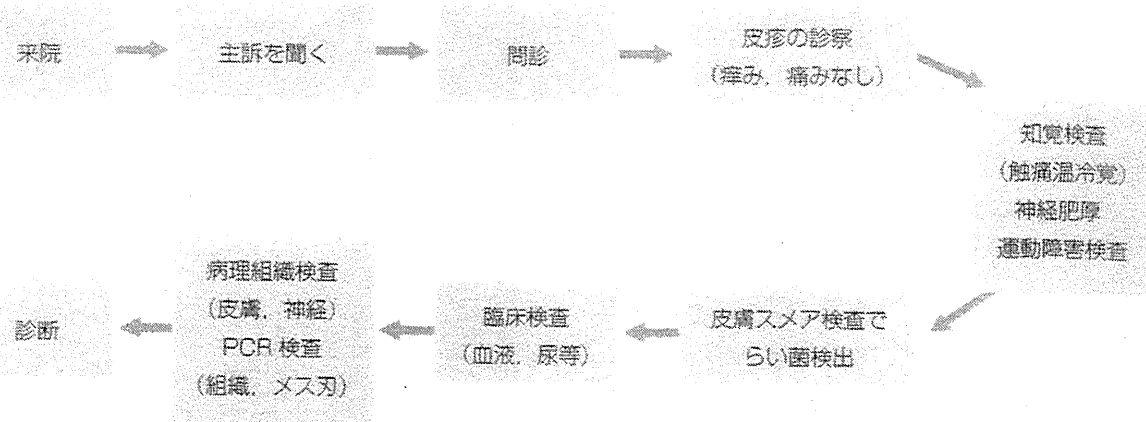 来院
主訴を聞く
問診
皮疹の診察
(痒み,痛みなし)
知覚検査
(触痛温冷覚)
神経肥厚
運動障害検査
皮膚スメア検査で
らい菌検出
臨床検査
(血液,尿等)
病理組織検査
(皮膚,神経)
PCR 検査
(組織,メス刃)
診断